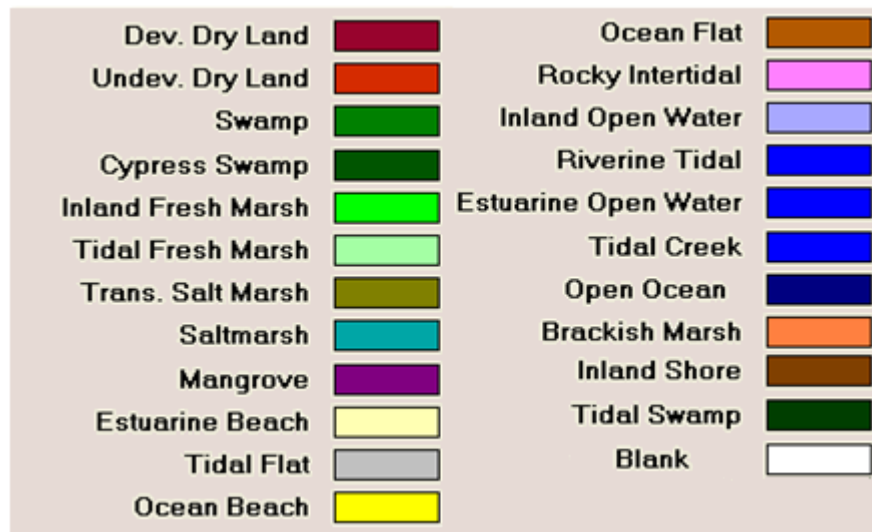 Dev. Dry Land
Undev. Dry Land
Swamp
Cypress Swamp
Inland Fresh Marsh
Tidal Fresh Marsh
Trans. Salt Marsh
Saltmarsh
Mangrove
Estuarine Beach
Tidal Flat
Ocean Beach
Ocean Flat
Rocky Intertidal
Inland Open Water
Riverine Tidal
Estuarine Open Water
Tidal Creek
Open Ocean
Brackish Marsh
Inland Shore
Tidal Swamp
Blank